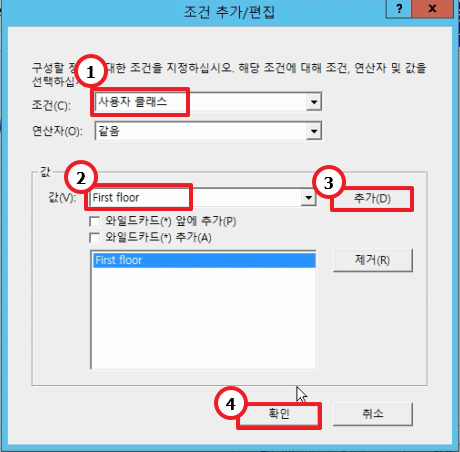 조건 추가/편집
? x
구성할 정 대한 조건을 지정하십시오. 해당 조건에 대해 조건, 연산자 및 값을
선택하십시
1
조건(C):
사용자 클래스
연산자(O):
같음
값
2
3
값(V):
First floor
추가(D)
와일드카드(*) 앞에 추가(P)
와일드카드(*) 추가(A)
First floor
제거(R)
4
확인
취소